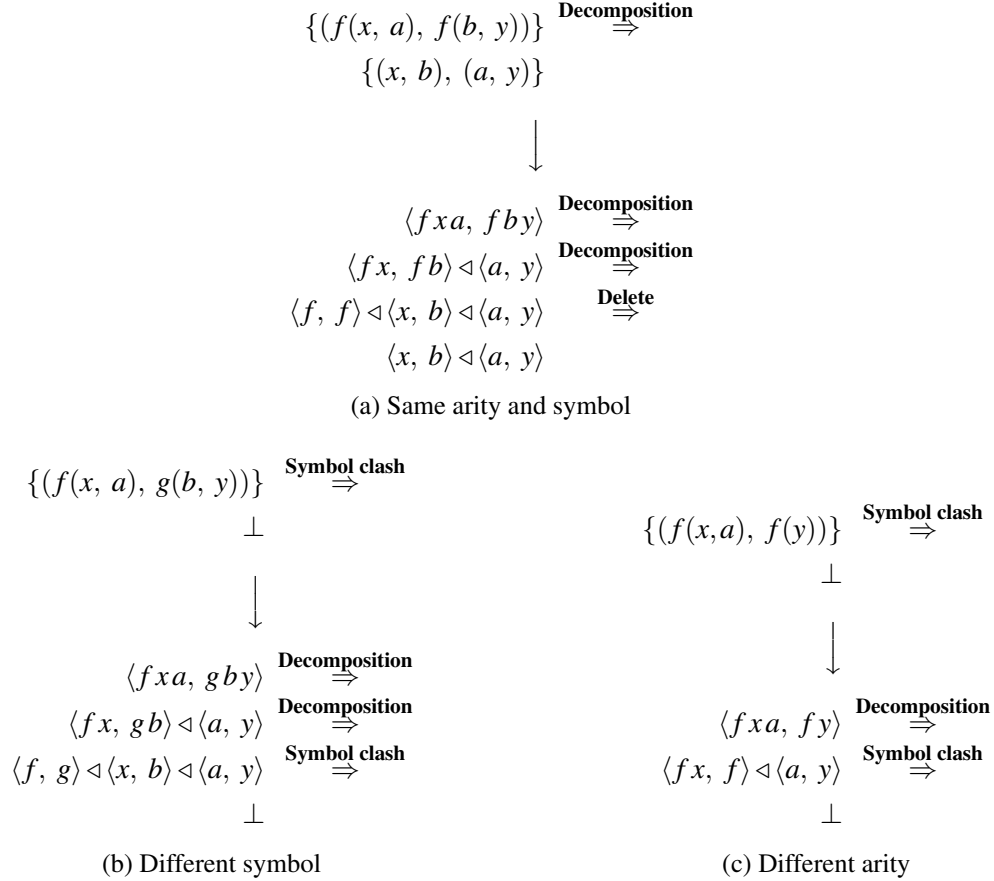 {(f(x, a), f(b, y))} Decomposition ⇒
{(x, b), (a, y)}
↓
⟨f x a, f b y⟩ Decomposition ⇒
⟨f x, f b⟩ ◁ ⟨a, y⟩ Decomposition ⇒
⟨f, f⟩ ◁ ⟨x, b⟩ ◁ ⟨a, y⟩ Delete ⇒
⟨x, b⟩ ◁ ⟨a, y⟩
(a) Same arity and symbol
{(f(x, a), g(b, y))} Symbol clash ⇒
⊥
↓
⟨f x a, g b y⟩ Decomposition ⇒
⟨f x, g b⟩ ◁ ⟨a, y⟩ Decomposition ⇒
⟨f, g⟩ ◁ ⟨x, b⟩ ◁ ⟨a, y⟩ Symbol clash ⇒
⊥
(b) Different symbol
{(f(x,a), f(y))} Symbol clash ⇒
⊥
↓
⟨f x a, f y⟩ Decomposition ⇒
⟨f x, f⟩ ◁ ⟨a, y⟩ Symbol clash ⇒
⊥
(c) Different arity